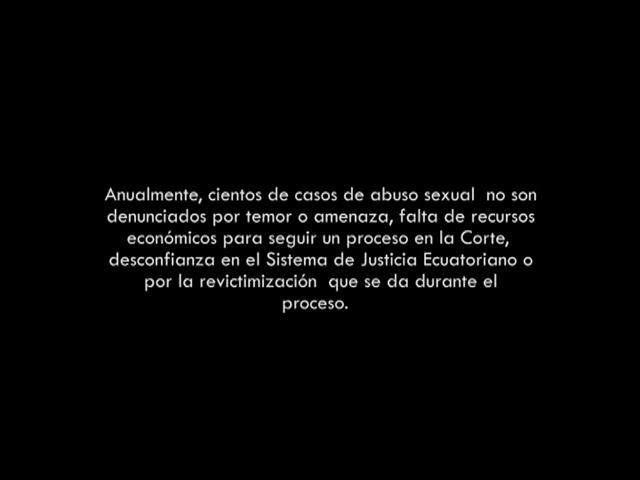 Anualmente, cientos de casos de abuso sexual  no son
denunciados por temor o amenaza, falta de recursos
económicos para seguir un proceso en la Corte,
desconfianza en el Sistema de Justicia Ecuatoriano o
por la revictimización  que se da durante el
proceso.